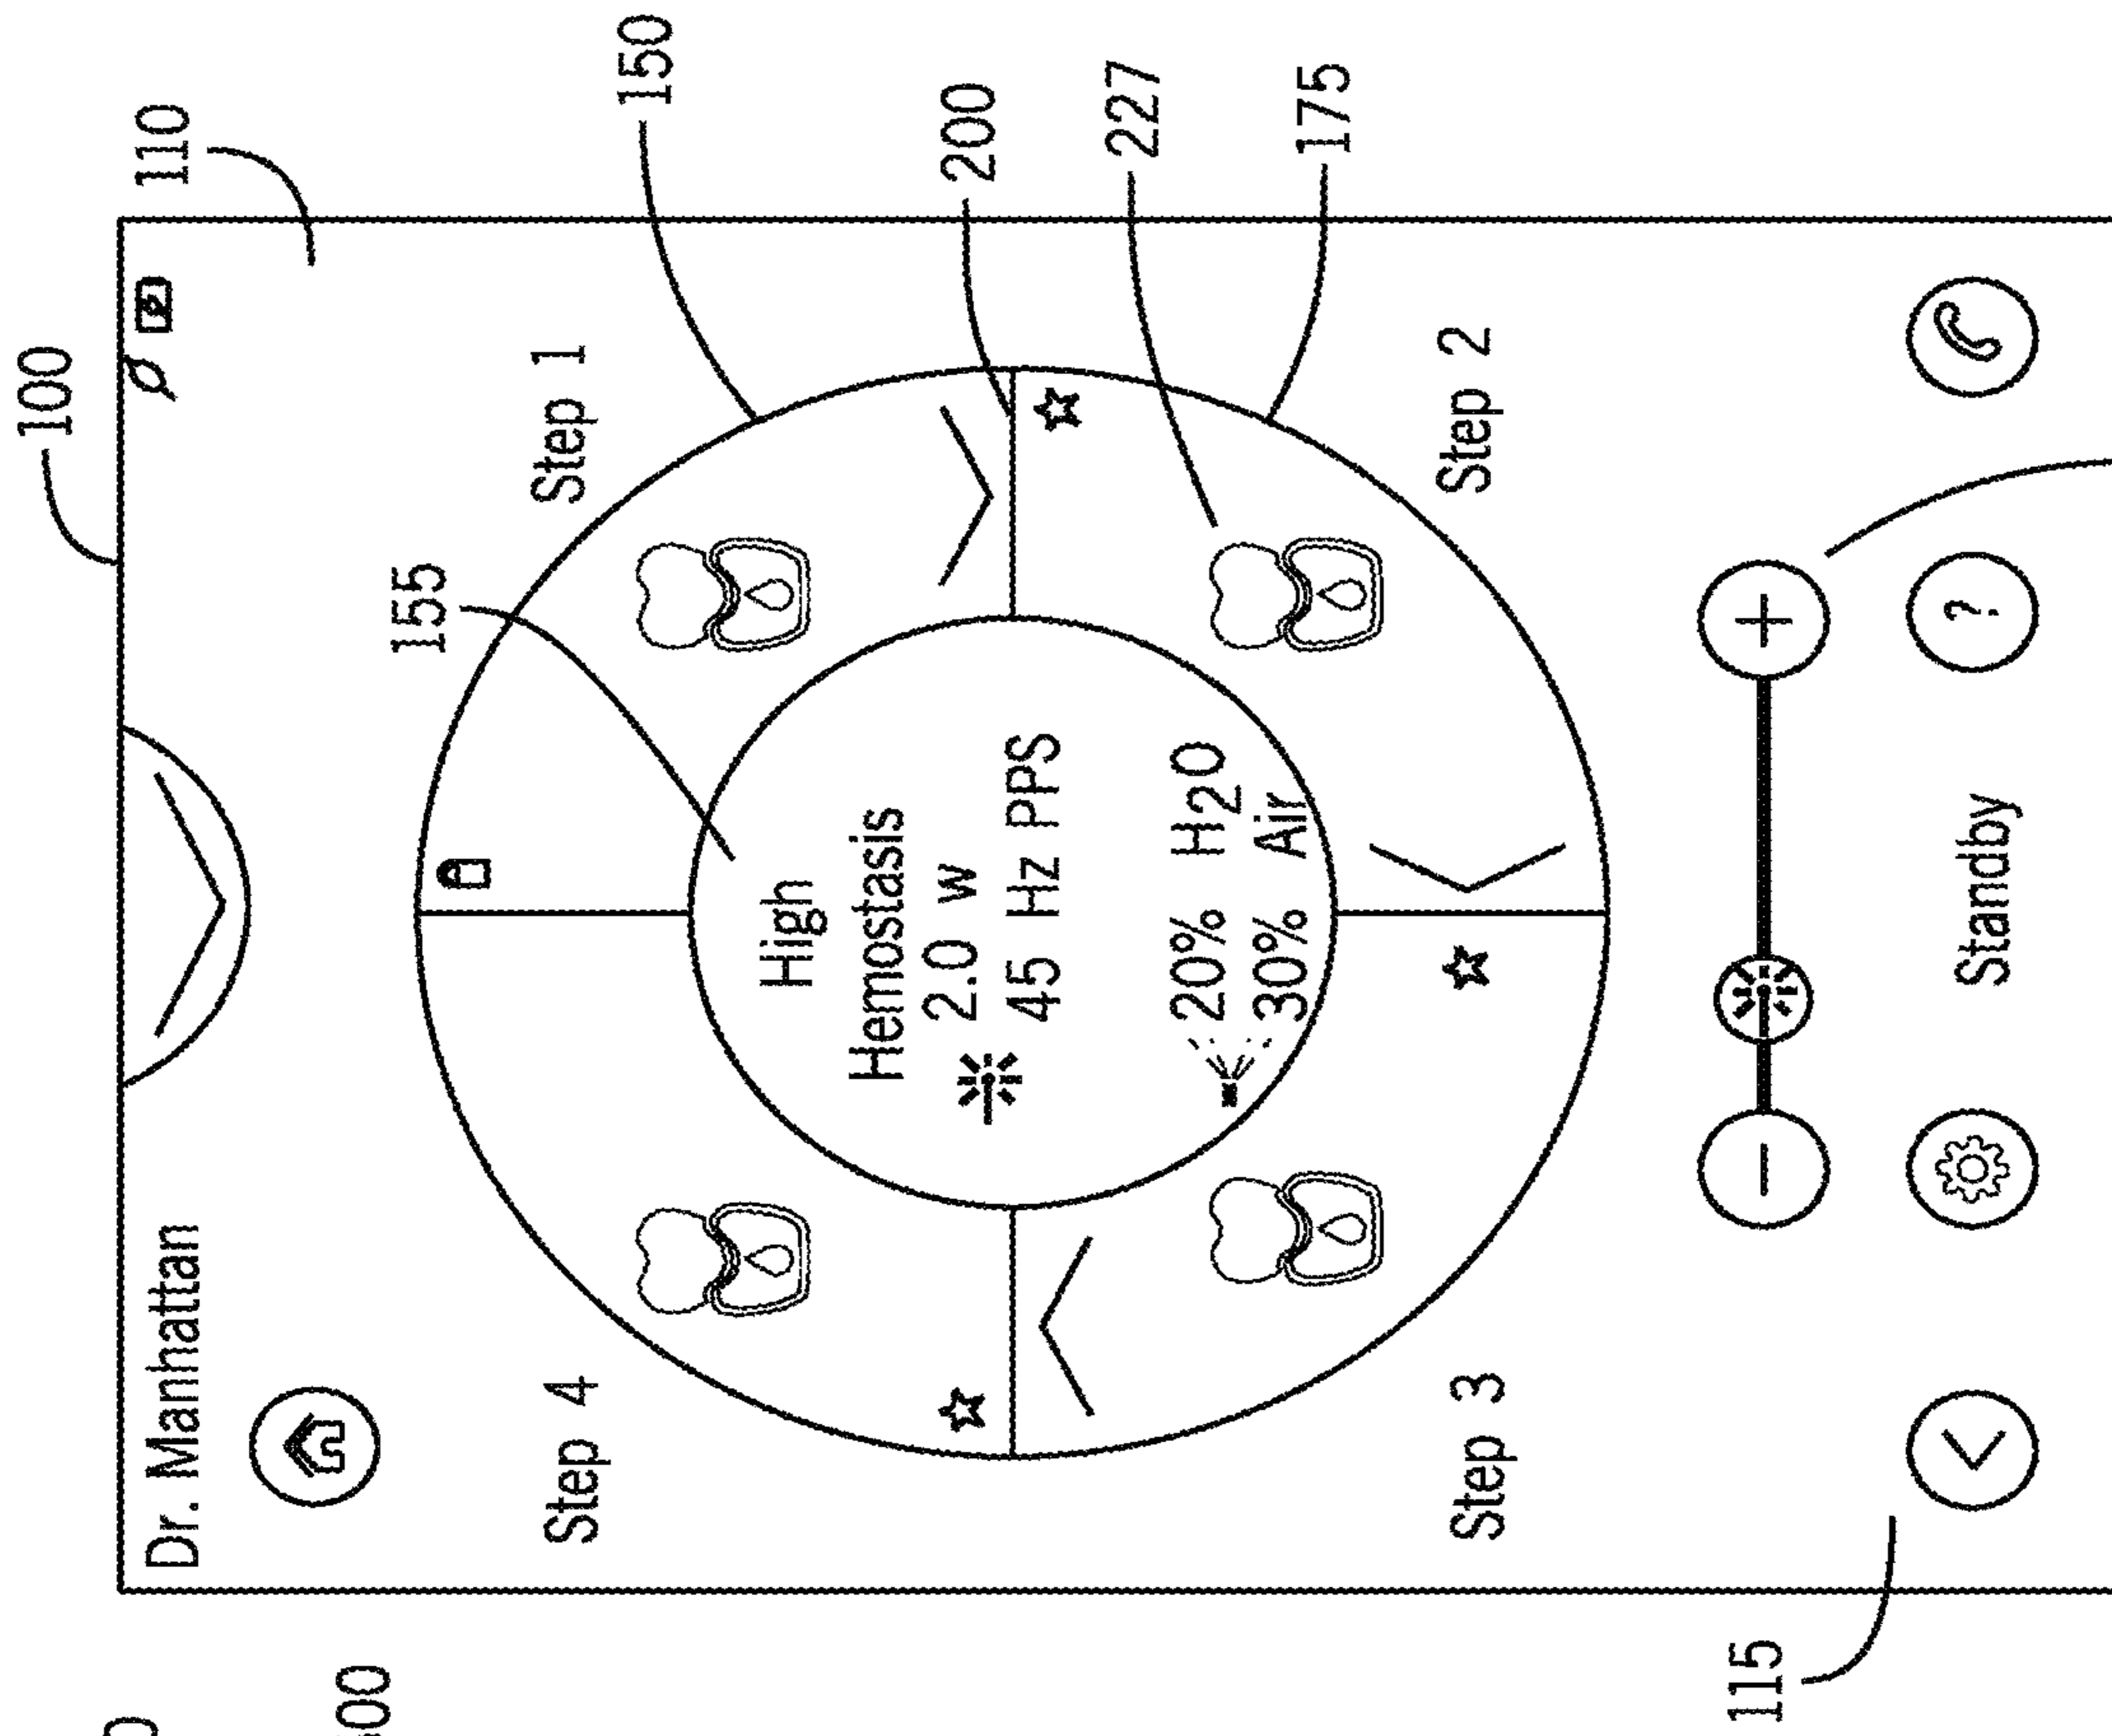 100
110
Dr. Manhattan
150
155
Step 4
Step 1
High
Hemostasis
2.0 w
45 Hz PPS
200
20% H2O
30% Air
227
175
Step 3
Step 2
+
−
Standby
?
115